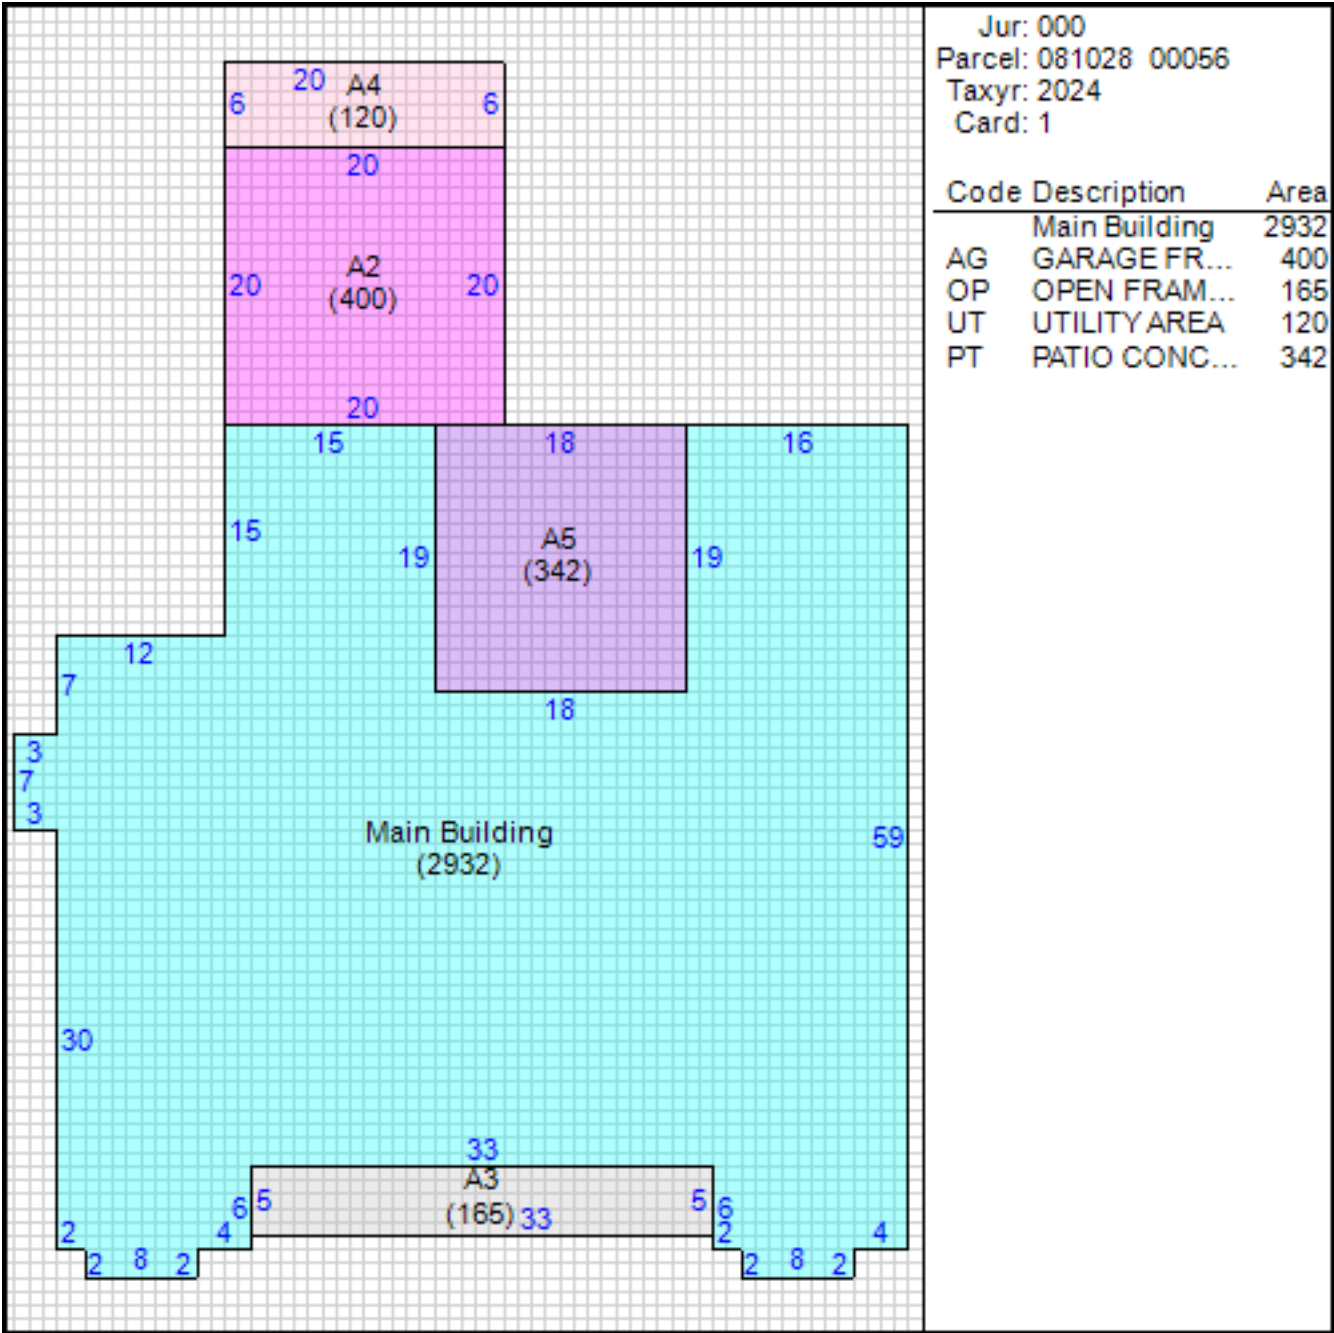 Jur: 000
Parcel: 081028 00056
Taxyr: 2024
Card: 1
Code Description Area
Main Building 2932
AG GARAGE FR... 400
OP OPEN FRAM... 165
UT UTILITY AREA 120
PT PATIO CONC... 342
20
A4
6
6
(120)
20
A2
20
20
(400)
20
15
18
16
15
A5
19
19
(342)
12
7
18
3
7
3
Main Building
59
(2932)
30
33
A3
6 5
5 6
(165) 33
2
4
2
4
2 8 2
2 8 2